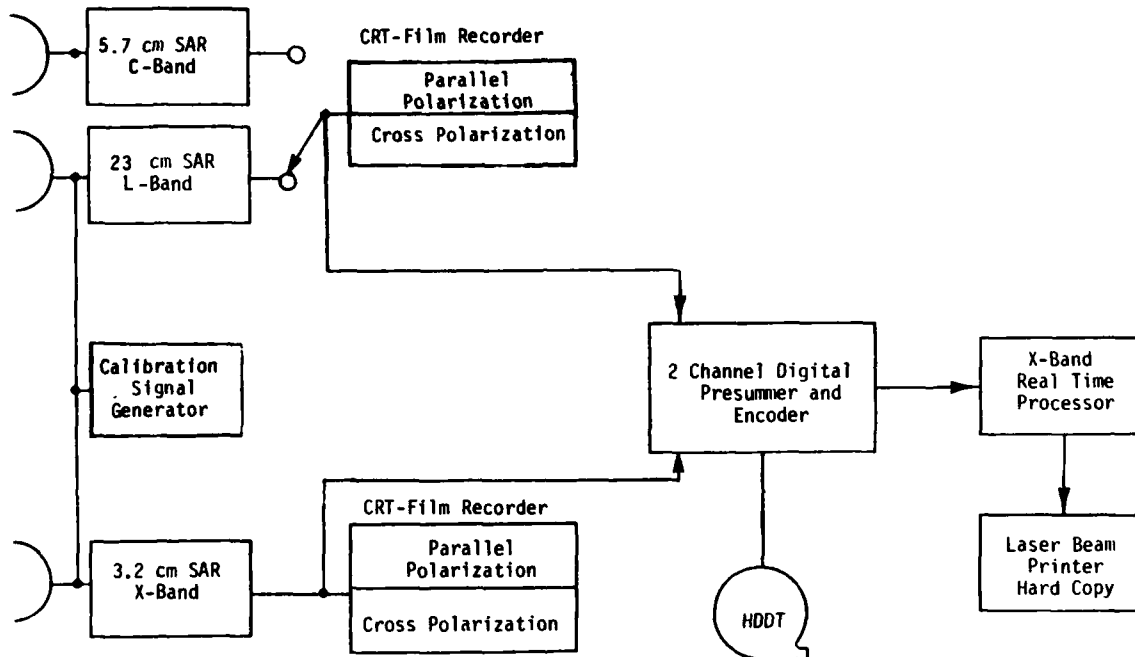 5.7 cm SAR
C-Band
CRT-Film Recorder
Parallel
Polarization
Cross Polarization
23 cm SAR
L-Band
Calibration
Signal
Generator
2 Channel Digital
Presummer and
Encoder
X-Band
Real Time
Processor
CRT-Film Recorder
Parallel
Polarization
Cross Polarization
3.2 cm SAR
X-Band
HDDT
Laser Beam
Printer
Hard Copy